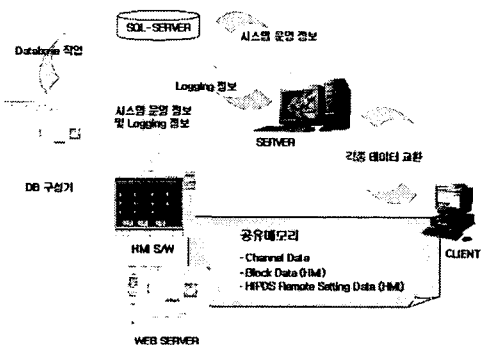 SQL-SERVER
시스템 운영 정보
Database 작업
Logging 정보
시스템 운영 정보
및 Logging 정보
SERVER
각종 데이터 교환
DB 구성기
HMI S/W
공유메모리
- Channel Data
- Block Data (HMI)
- HIPDS Remote Setting Data (HMI)
CLIENT
WEB SERVER